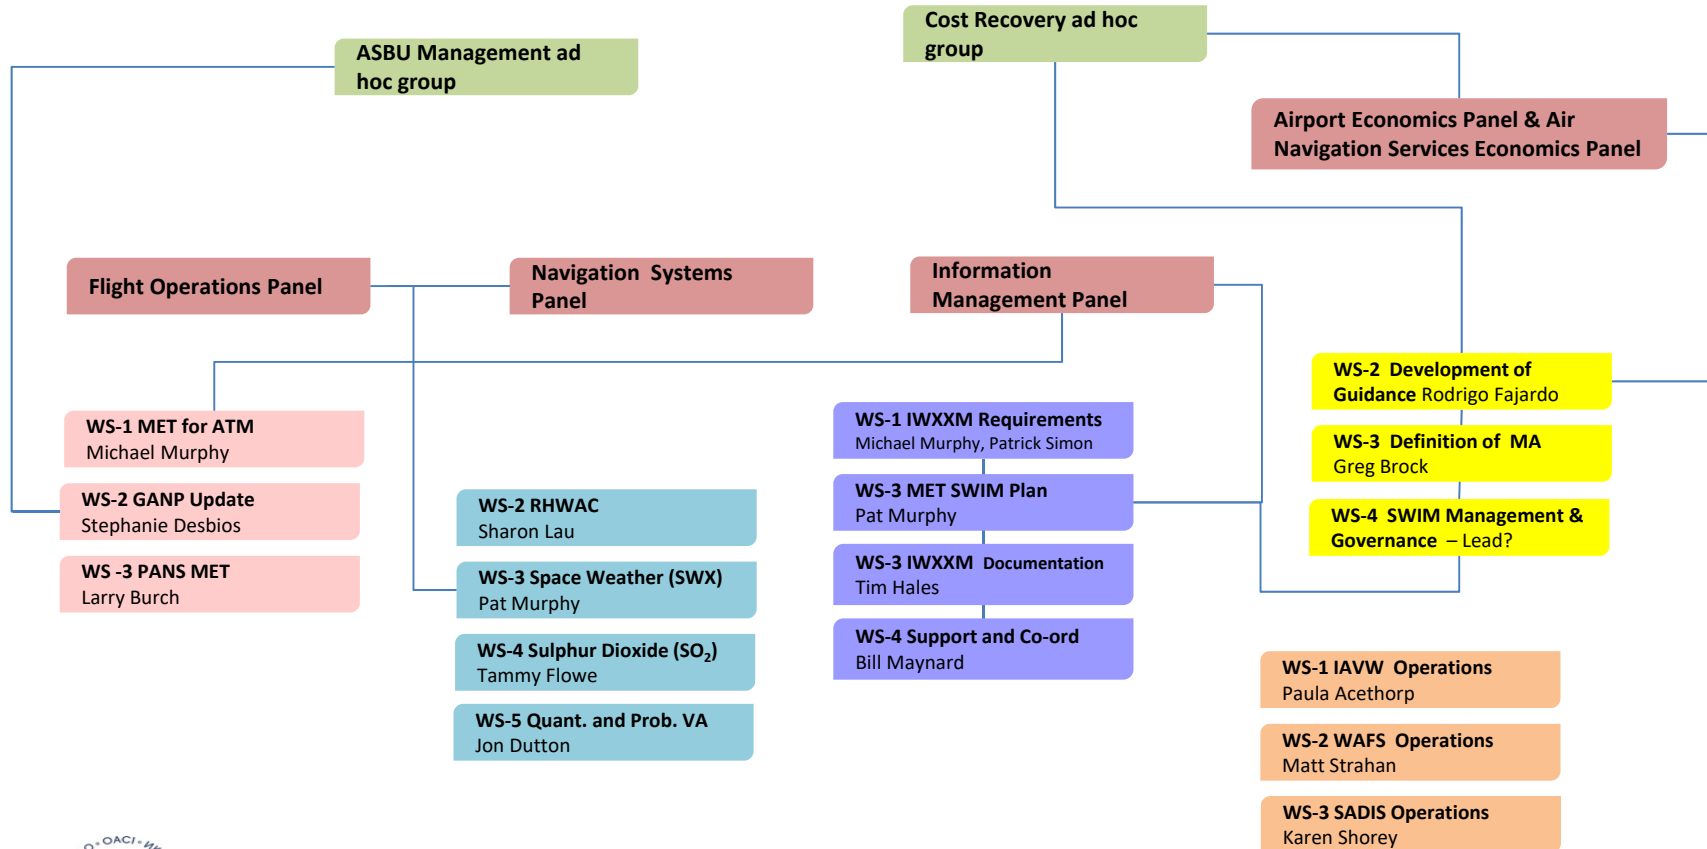 Cost Recovery ad hoc
group
ASBU Management ad
hoc group
Airport Economics Panel & Air
Navigation Services Economics Panel
Flight Operations Panel
Navigation Systems
Panel
Information
Management Panel
WS-1 MET for ATM
Michael Murphy
WS-2 GANP Update
Stephanie Desbios
WS -3 PANS MET
Larry Burch
WS-2 RHWAC
Sharon Lau
WS-3 Space Weather (SWX)
Pat Murphy
WS-4 Sulphur Dioxide (SO₂)
Tammy Flowe
WS-5 Quant. and Prob. VA
Jon Dutton
WS-1 IWXXM Requirements
Michael Murphy, Patrick Simon
WS-3 MET SWIM Plan
Pat Murphy
WS-3 IWXXM Documentation
Tim Hales
WS-4 Support and Co-ord
Bill Maynard
WS-2 Development of
Guidance Rodrigo Fajardo
WS-3 Definition of MA
Greg Brock
WS-4 SWIM Management &
Governance – Lead?
WS-1 IAVW Operations
Paula Acethorp
WS-2 WAFS Operations
Matt Strahan
WS-3 SADIS Operations
Karen Shorey
OACI